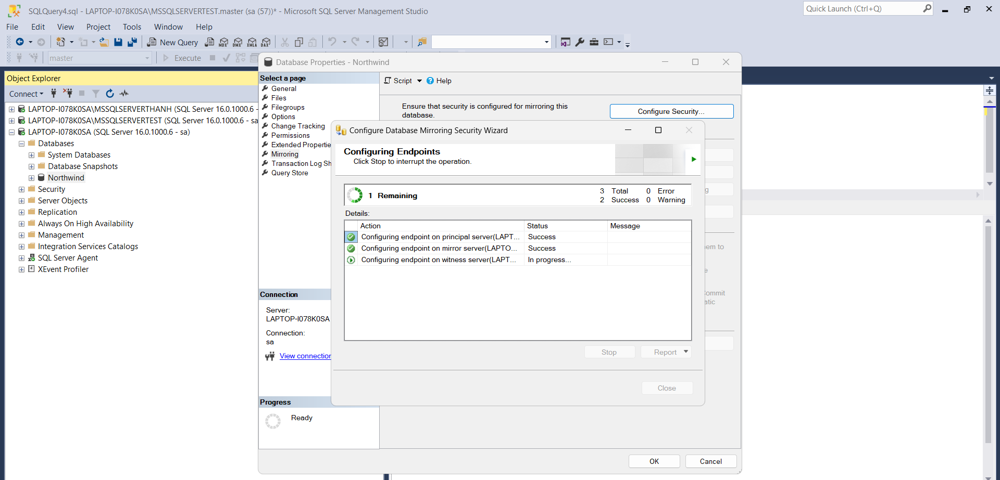 SQLQuery4.sql - LAPTOP-I078K0SA\MSSQLSERVERTEST.master (sa (57))* - Microsoft SQL Server Management Studio
Quick Launch (Ctrl+Q)
File Edit View Project Tools Window Help
New Query MDX DMX XMLA DAX
master Execute
Object Explorer
Connect
LAPTOP-I078K0SA\MSSQLSERVERTHANH (SQL Server 16.0.1000.6 -
LAPTOP-I078K0SA\MSSQLSERVERTEST (SQL Server 16.0.1000.6 - sa
LAPTOP-I078K0SA (SQL Server 16.0.1000.6 - sa)
Databases
System Databases
Database Snapshots
Northwind
Security
Server Objects
Replication
Always On High Availability
Management
Integration Services Catalogs
SQL Server Agent
XEvent Profiler
Database Properties - Northwind
Select a page
General
Files
Filegroups
Options
Change Tracking
Permissions
Extended Propertie
Mirroring
Transaction Log Sh
Query Store
Connection
Server:
LAPTOP-I078K0SA
Connection:
sa
View connection
Progress
Ready
Script Help
Ensure that security is configured for mirroring this
database.
Configure Security...
Configure Database Mirroring Security Wizard
Configuring Endpoints
Click Stop to interrupt the operation.
1 Remaining
3 Total 0 Error
2 Success 0 Warning
Details:
Action Status Message
Configuring endpoint on principal server(LAPT... Success
Configuring endpoint on mirror server(LAPTO... Success
Configuring endpoint on witness server(LAPT... In progress...
Stop Report
Close
g
em to
e
ommit
atic
OK Cancel